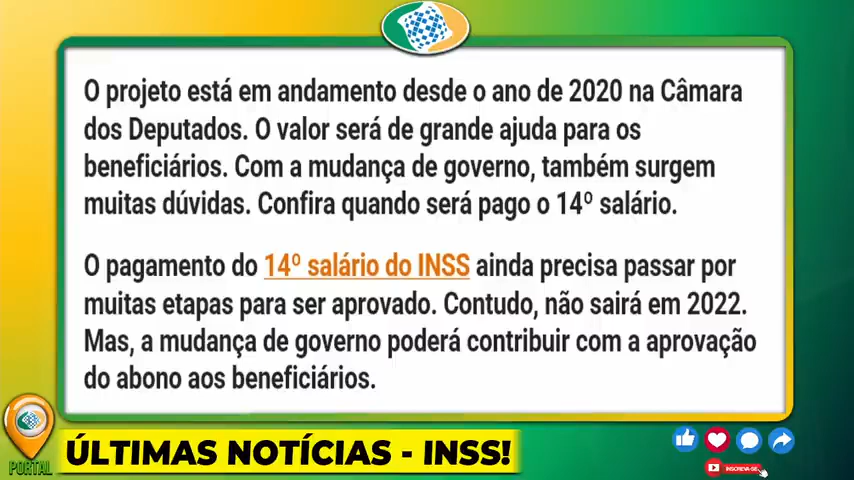 O projeto está em andamento desde o ano de 2020 na Câmara
dos Deputados. O valor será de grande ajuda para os
beneficiários. Com a mudança de governo, também surgem
muitas dúvidas. Confira quando será pago o 14º salário.
O pagamento do 14º salário do INSS ainda precisa passar por
muitas etapas para ser aprovado. Contudo, não sairá em 2022.
Mas, a mudança de governo poderá contribuir com a aprovação
do abono aos beneficiários.
PORTAL
ÚLTIMAS NOTÍCIAS - INSS!
INSCREVA-SE